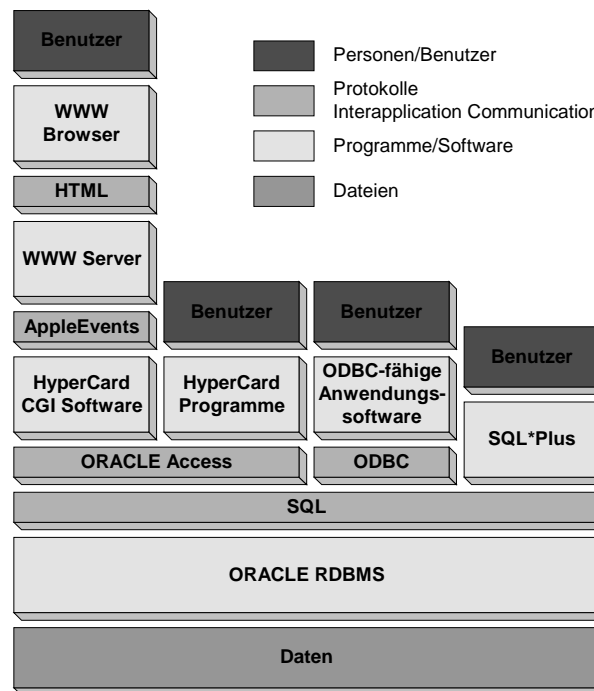 Benutzer
Personen/Benutzer
Protokolle
Interapplication Communication
Programme/Software
Dateien
WWW
Browser
HTML
WWW Server
AppleEvents
Benutzer
Benutzer
Benutzer
HyperCard
CGI Software
HyperCard
Programme
ODBC-fähige
Anwendungs-
software
SQL*Plus
ORACLE Access
ODBC
SQL
ORACLE RDBMS
Daten